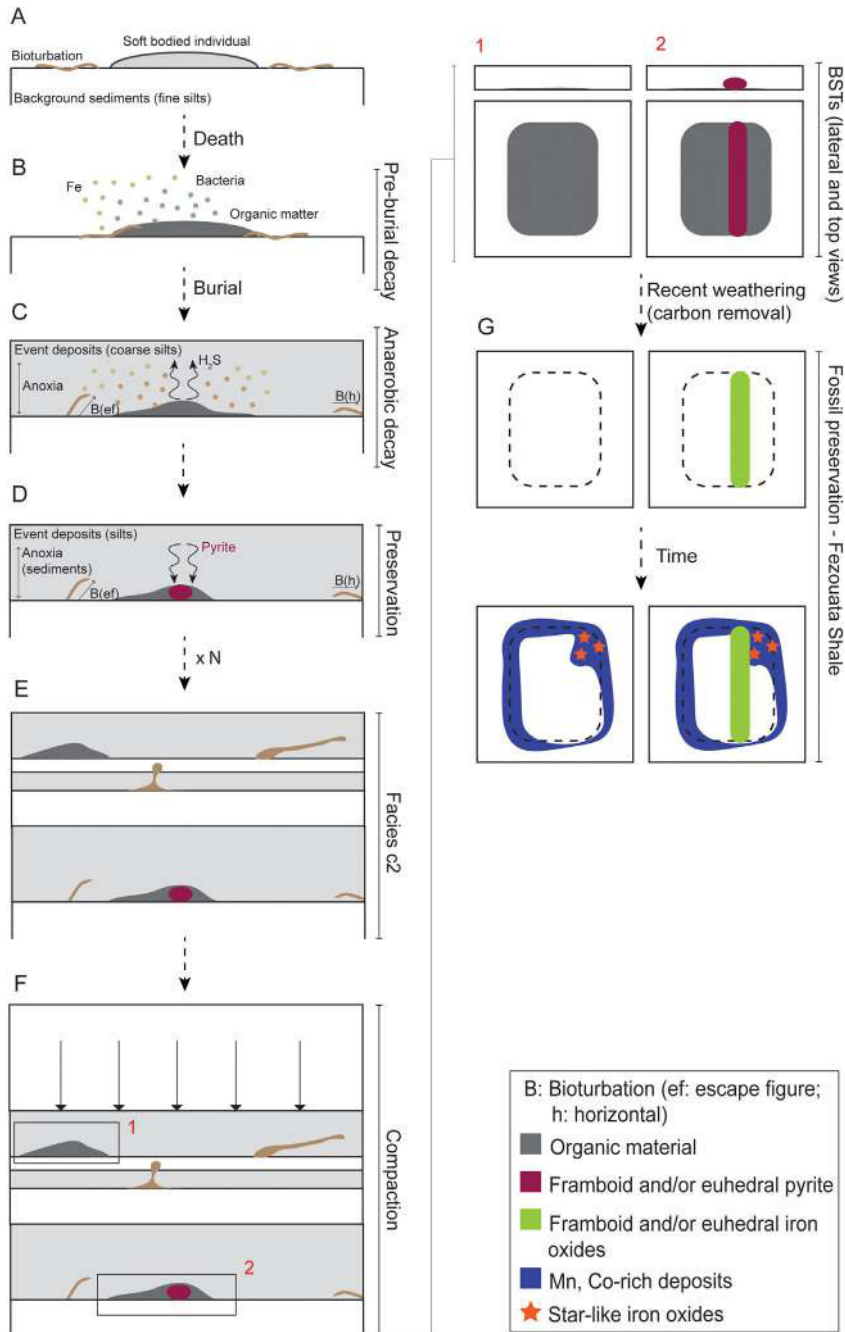 A
Soft bodied individual
Bioturbation
Background sediments (fine silts)
Death
B
Fe
Bacteria
Organic matter
Pre-burial decay
Burial
C
Event deposits (coarse silts)
H2S
Anoxia
B(ef)
B(h)
Anaerobic decay
D
Event deposits (silts)
Pyrite
Anoxia
(sediments)
B(ef)
B(h)
Preservation
x N
E
Facies c2
F
1
2
Compaction
1
2
BSTs (lateral and top views)
Recent weathering
(carbon removal)
G
Time
Fossil preservation - Fezouata Shale
B: Bioturbation (ef: escape figure;
h: horizontal)
Organic material
Framboid and/or euhedral pyrite
Framboid and/or euhedral iron
oxides
Mn, Co-rich deposits
Star-like iron oxides